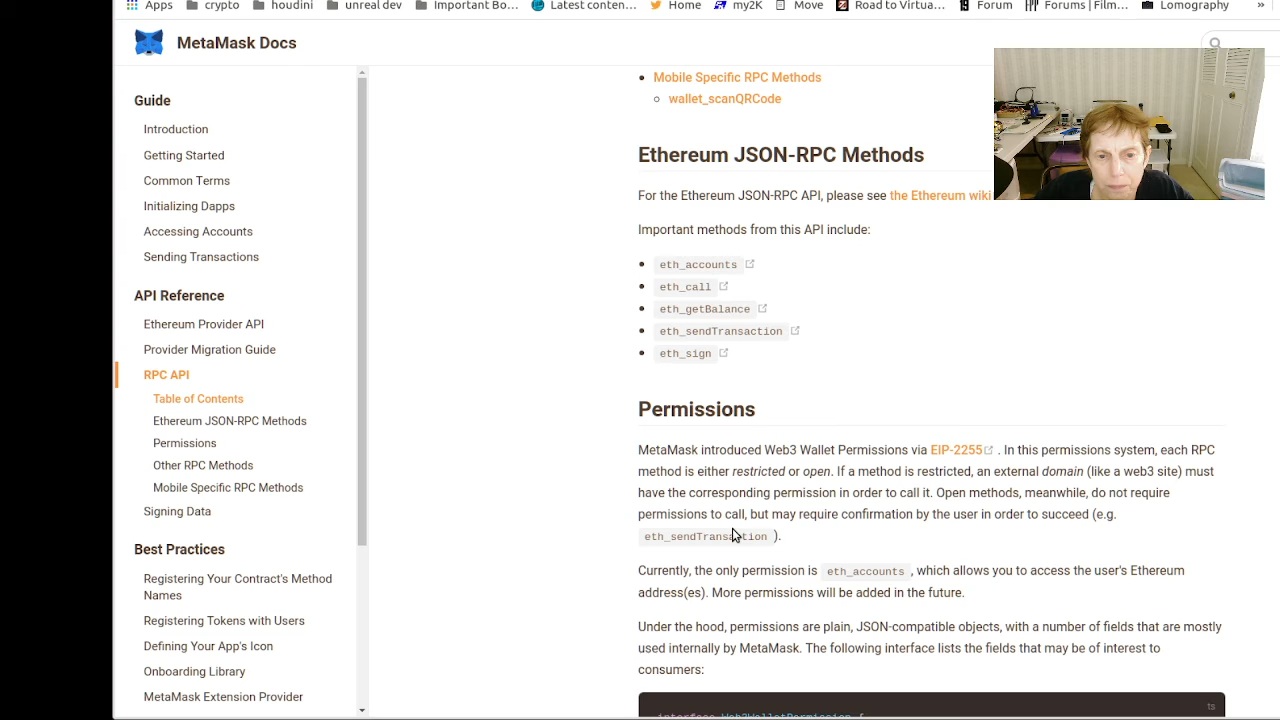 Apps
crypto
houdini
unreal dev
Important Bo...
Latest conten...
Home
my2K
Move
Road to Virtua...
Forum
Forums | Film...
Lomography
»
MetaMask Docs
Guide
Introduction
Getting Started
Common Terms
Initializing Dapps
Accessing Accounts
Sending Transactions
API Reference
Ethereum Provider API
Provider Migration Guide
RPC API
Table of Contents
Ethereum JSON-RPC Methods
Permissions
Other RPC Methods
Mobile Specific RPC Methods
Signing Data
Best Practices
Registering Your Contract's Method
Names
Registering Tokens with Users
Defining Your App's Icon
Onboarding Library
MetaMask Extension Provider
Mobile Specific RPC Methods
wallet_scanQRCode
Ethereum JSON-RPC Methods
For the Ethereum JSON-RPC API, please see the Ethereum wiki
Important methods from this API include:
eth_accounts
eth_call
eth_getBalance
eth_sendTransaction
eth_sign
Permissions
MetaMask introduced Web3 Wallet Permissions via EIP-2255 . In this permissions system, each RPC
method is either restricted or open. If a method is restricted, an external domain (like a web3 site) must
have the corresponding permission in order to call it. Open methods, meanwhile, do not require
permissions to call, but may require confirmation by the user in order to succeed (e.g.
eth_sendTransaction ).
Currently, the only permission is eth_accounts , which allows you to access the user's Ethereum
address(es). More permissions will be added in the future.
Under the hood, permissions are plain, JSON-compatible objects, with a number of fields that are mostly
used internally by MetaMask. The following interface lists the fields that may be of interest to
consumers:
ts
interface Web3WalletPermission {